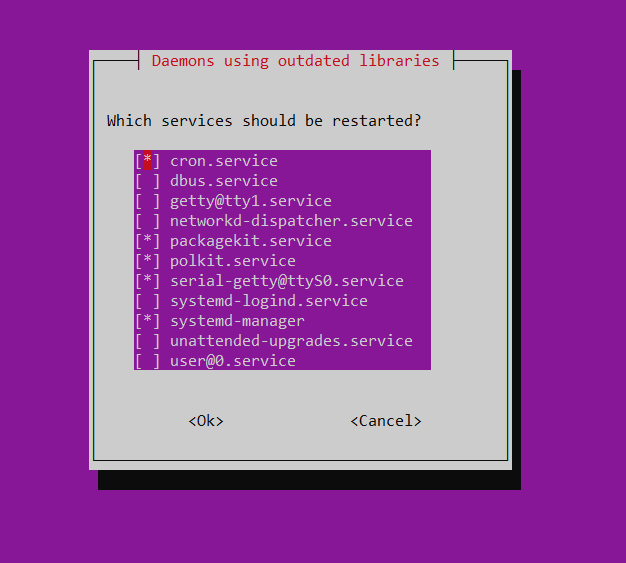 Daemons using outdated libraries
Which services should be restarted?
[*] cron.service
[ ] dbus.service
[ ] getty@tty1.service
[ ] networkd-dispatcher.service
[*] packagekit.service
[*] polkit.service
[*] serial-getty@ttyS0.service
[ ] systemd-logind.service
[*] systemd-manager
[ ] unattended-upgrades.service
[ ] user@0.service
<Ok> <Cancel>